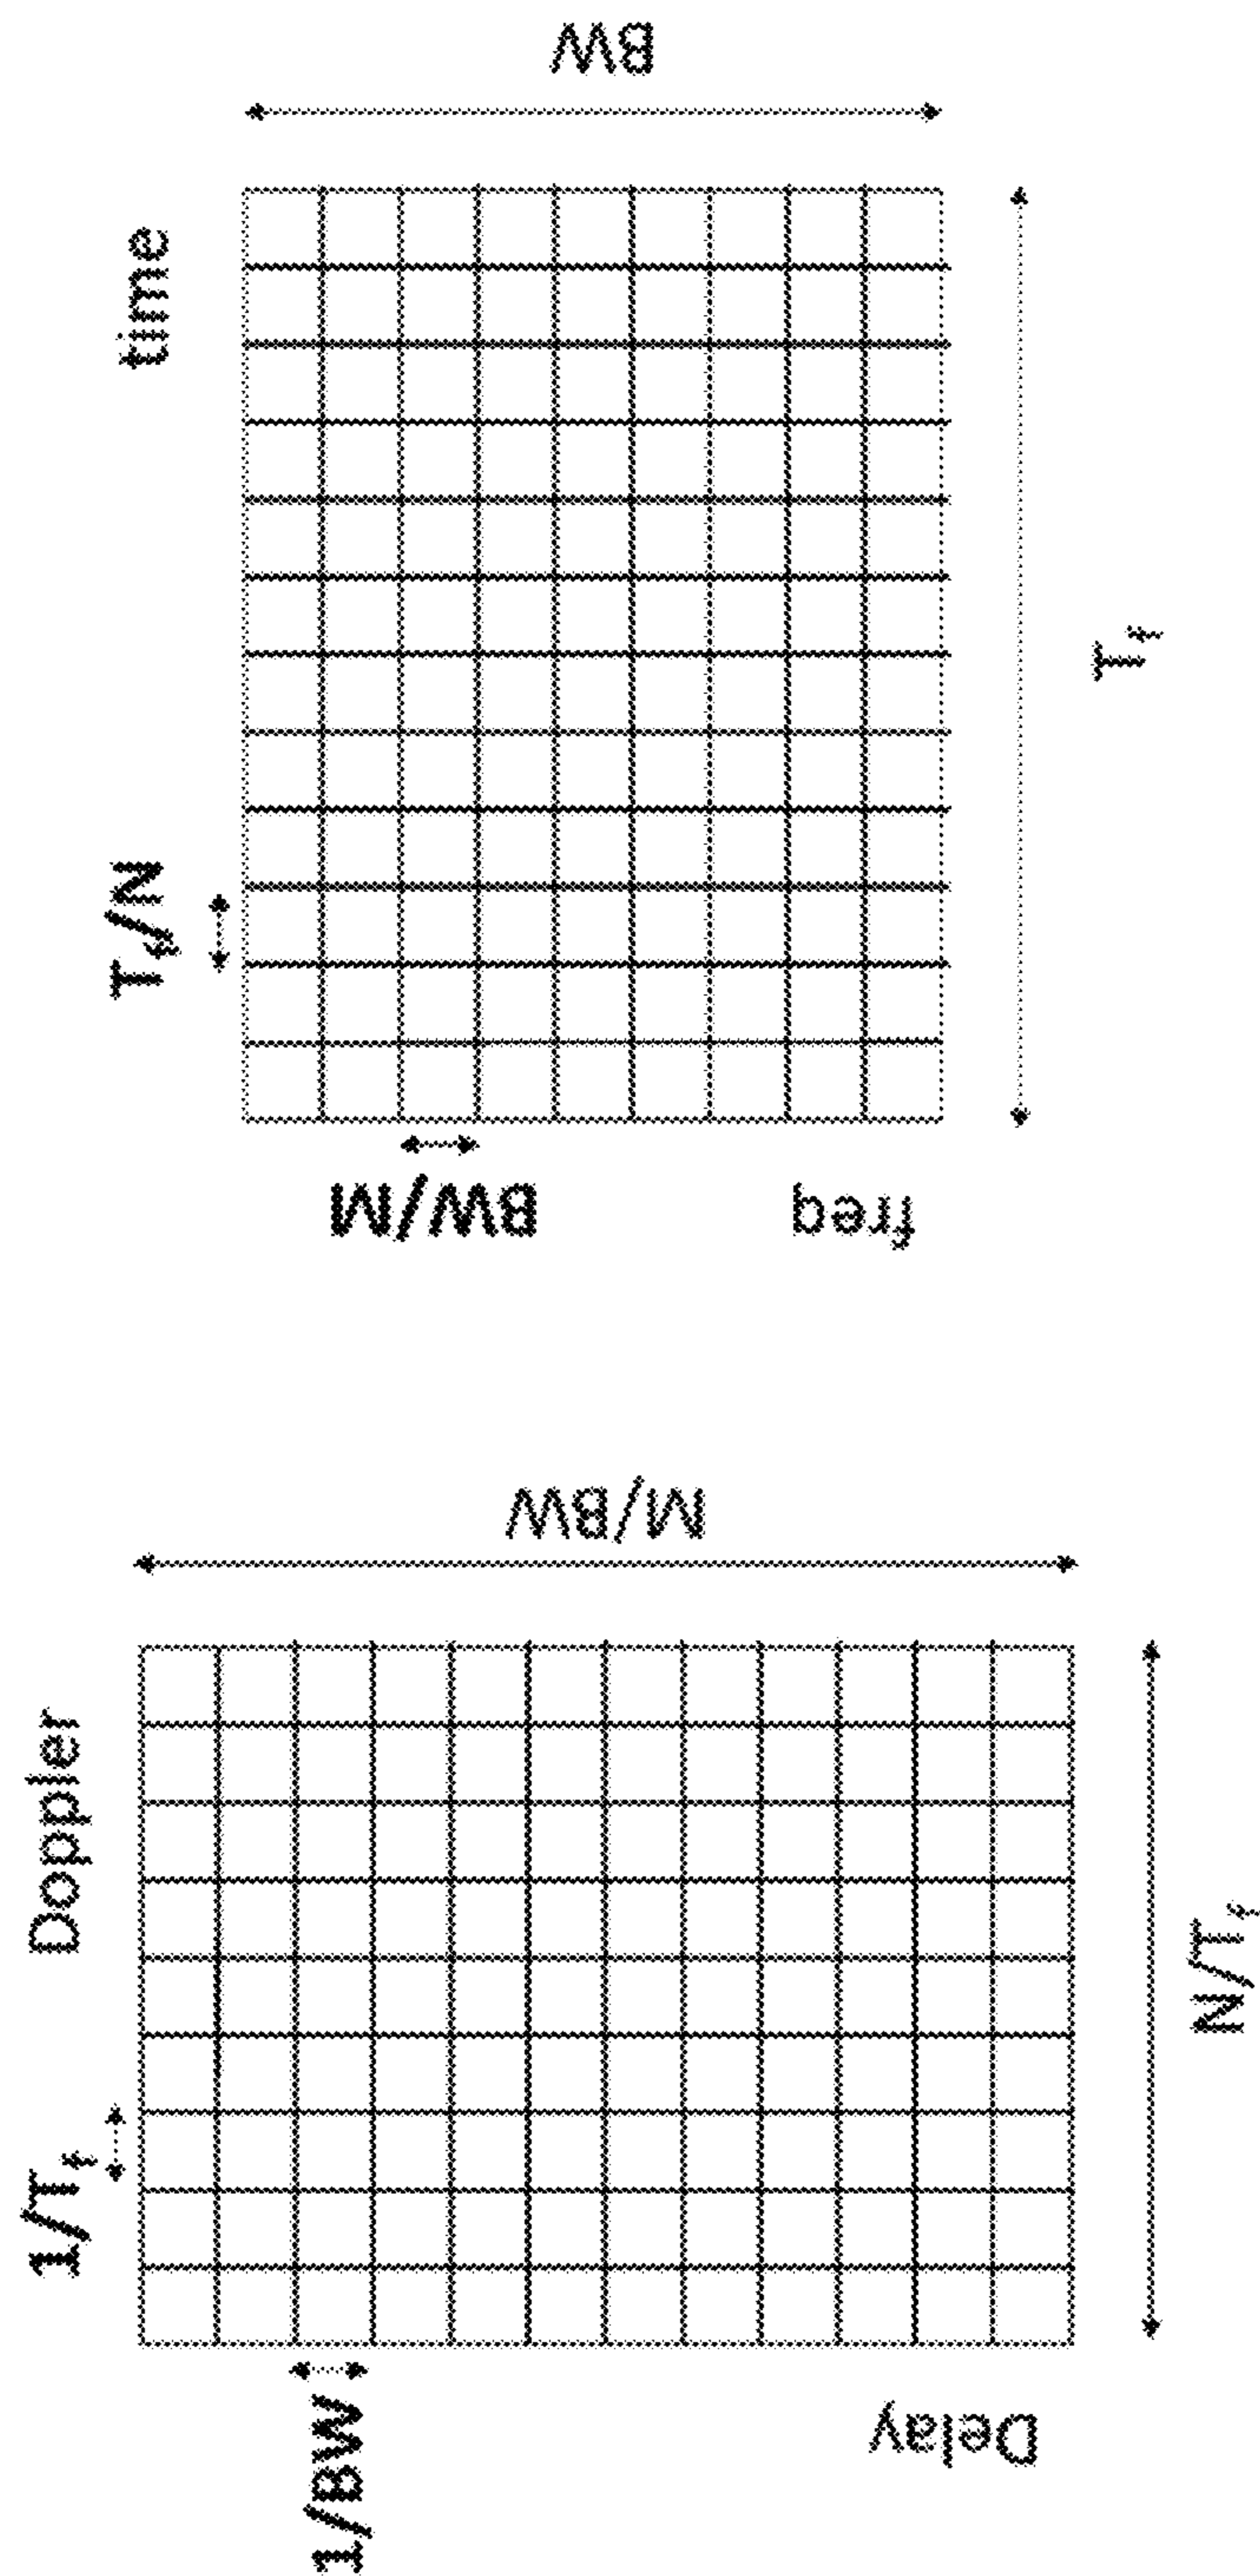 1/T_f
Doppler
1/BW
Delay
M/BW
N/T_f
T_f/N
time
BW/M
freq
BW
T_f